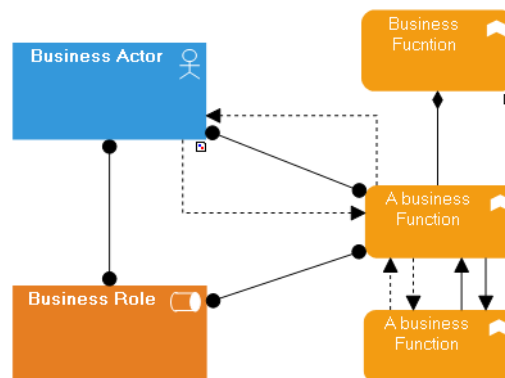 Business Actor
Business
Fucntion
A business
Function
Business Role
A business
Function